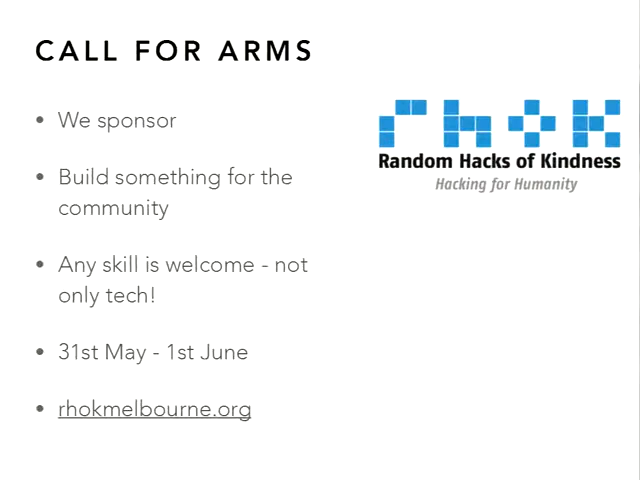 CALL FOR ARMS
• We sponsor
• Build something for the
community
• Any skill is welcome - not
only tech!
• 31st May - 1st June
• rhokmelbourne.org
rhok
Random Hacks of Kindness
Hacking for Humanity